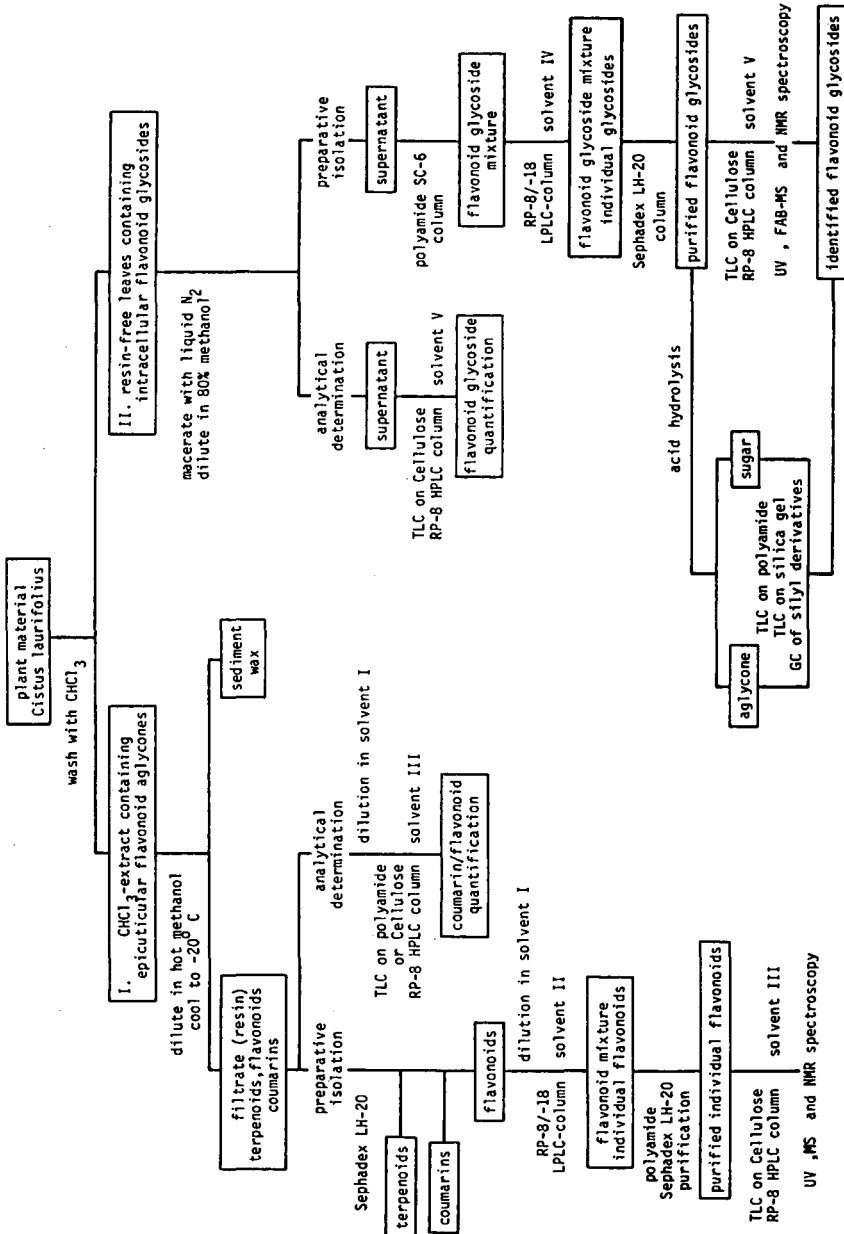 plant material
Cistus laurifolius
wash with CHCl3
I. CHCl3-extract containing
epicuticular flavonoid aglycones
dilute in hot methanol
cool to -20° C
filtrate (resin)
terpenoids,flavonoids
coumarins
sediment
wax
preparative
isolation
Sephadex LH-20
terpenoids
coumarins
flavonoids
dilution in solvent I
RP-8/-18
LPLC-column
solvent II
flavonoid mixture
individual flavonoids
polyamide
Sephadex LH-20
purification
purified individual flavonoids
TLC on Cellulose
RP-8 HPLC column
solvent III
UV ,MS and NMR spectroscopy
analytical
determination
dilution in solvent I
TLC on polyamide
or Cellulose
RP-8 HPLC column
solvent III
coumarin/flavonoid
quantification
II. resin-free leaves containing
intracellular flavonoid glycosides
macerate with liquid N2
dilute in 80% methanol2
analytical
determination
supernatant
TLC on Cellulose
RP-8 HPLC column
solvent V
flavonoid glycoside
quantification
preparative
isolation
supernatant
polyamide SC-6
column
flavonoid glycoside
mixture
RP-8/-18
LPLC-column
solvent IV
flavonoid glycoside mixture
individual glycosides
Sephadex LH-20
column
purified flavonoid glycosides
TLC on Cellulose
RP-8 HPLC column
solvent V
UV , FAB-MS and NMR spectroscopy
identified flavonoid glycosides
acid hydrolysis
aglycone
sugar
TLC on polyamide
TLC on silica gel
GC of silyl derivatives